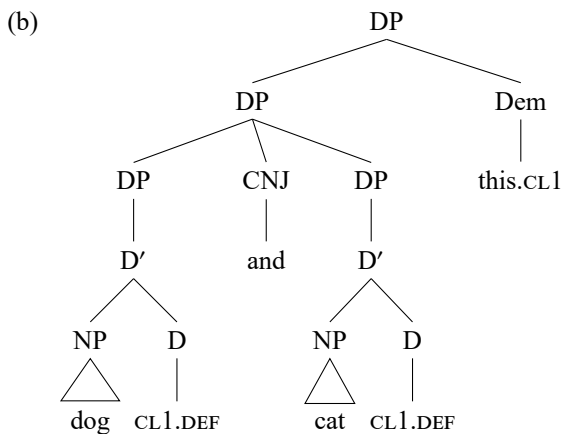 (b) DP
DP Dem
DP CNJ DP this.CL1
D′ and D′
NP D NP D
dog CL1.DEF cat CL1.DEF